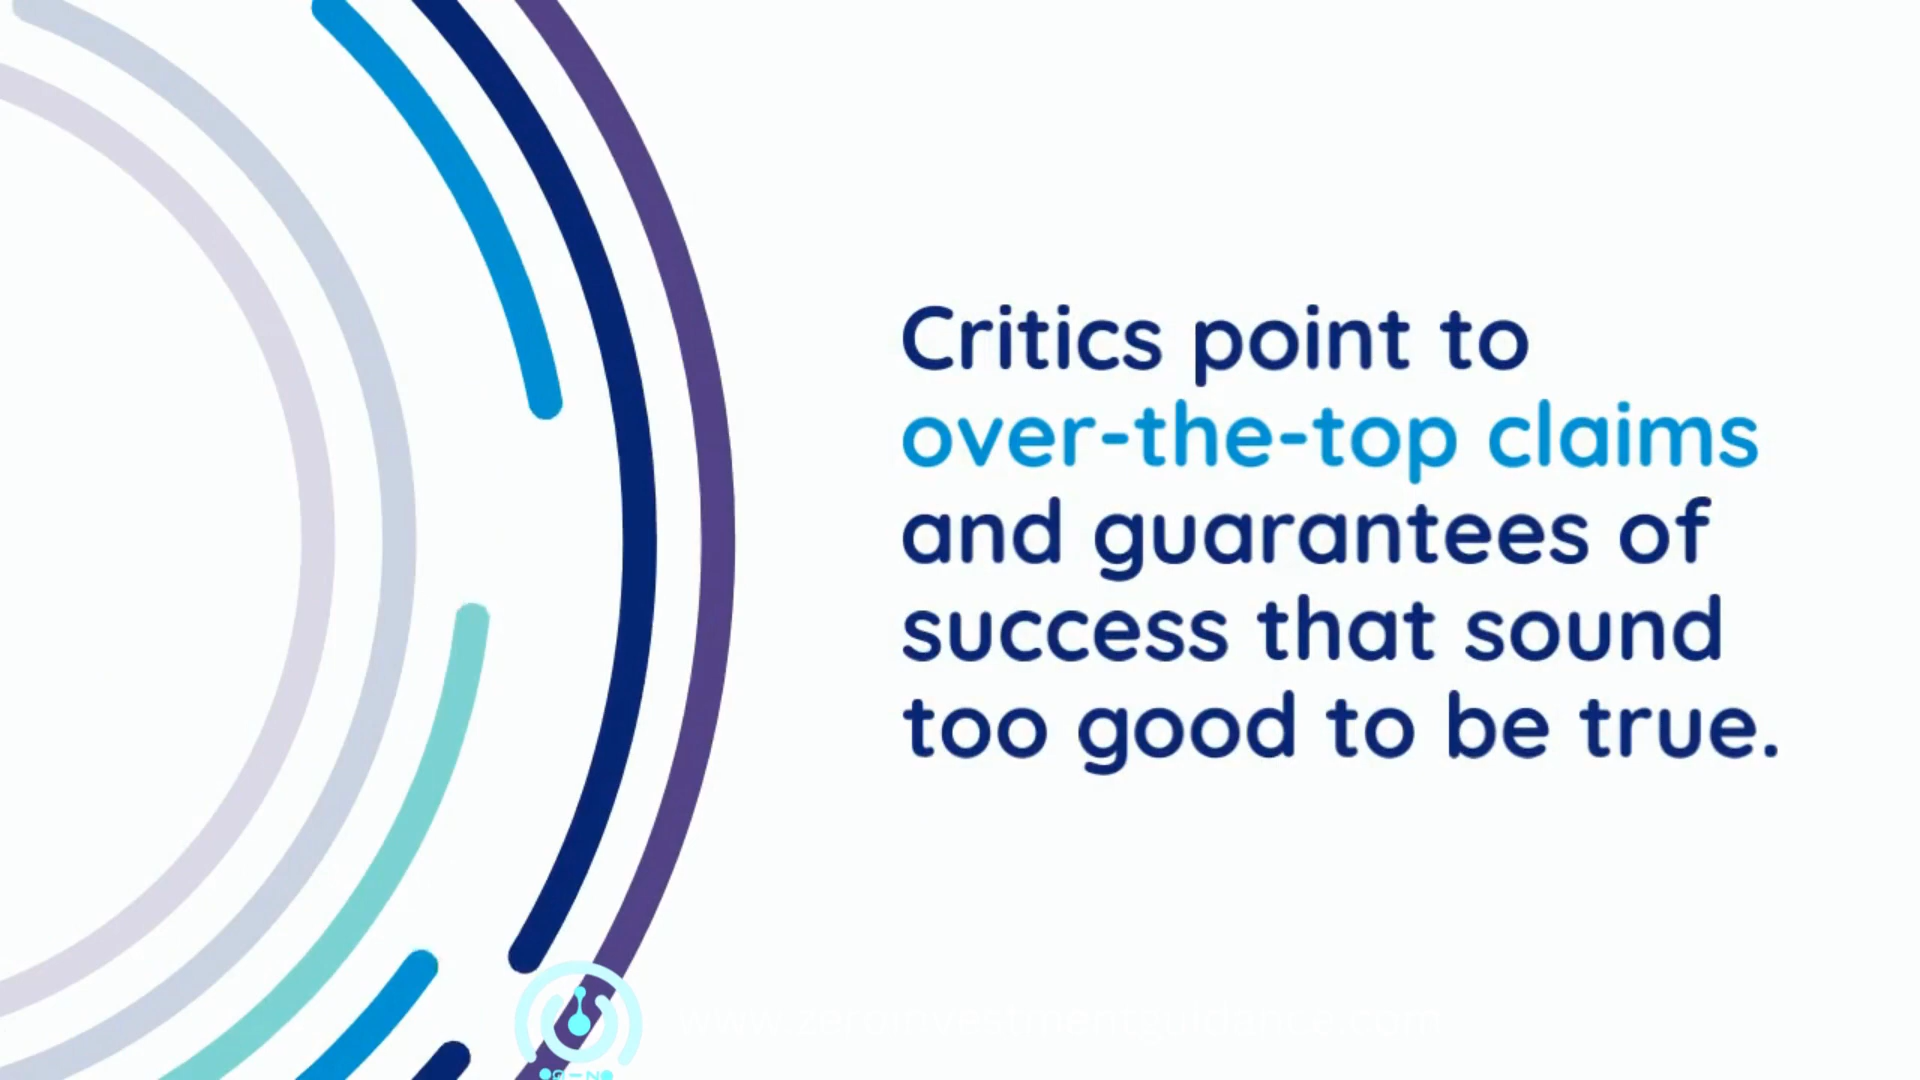 Critics point to
over-the-top claims
and guarantees of
success that sound
too good to be true.